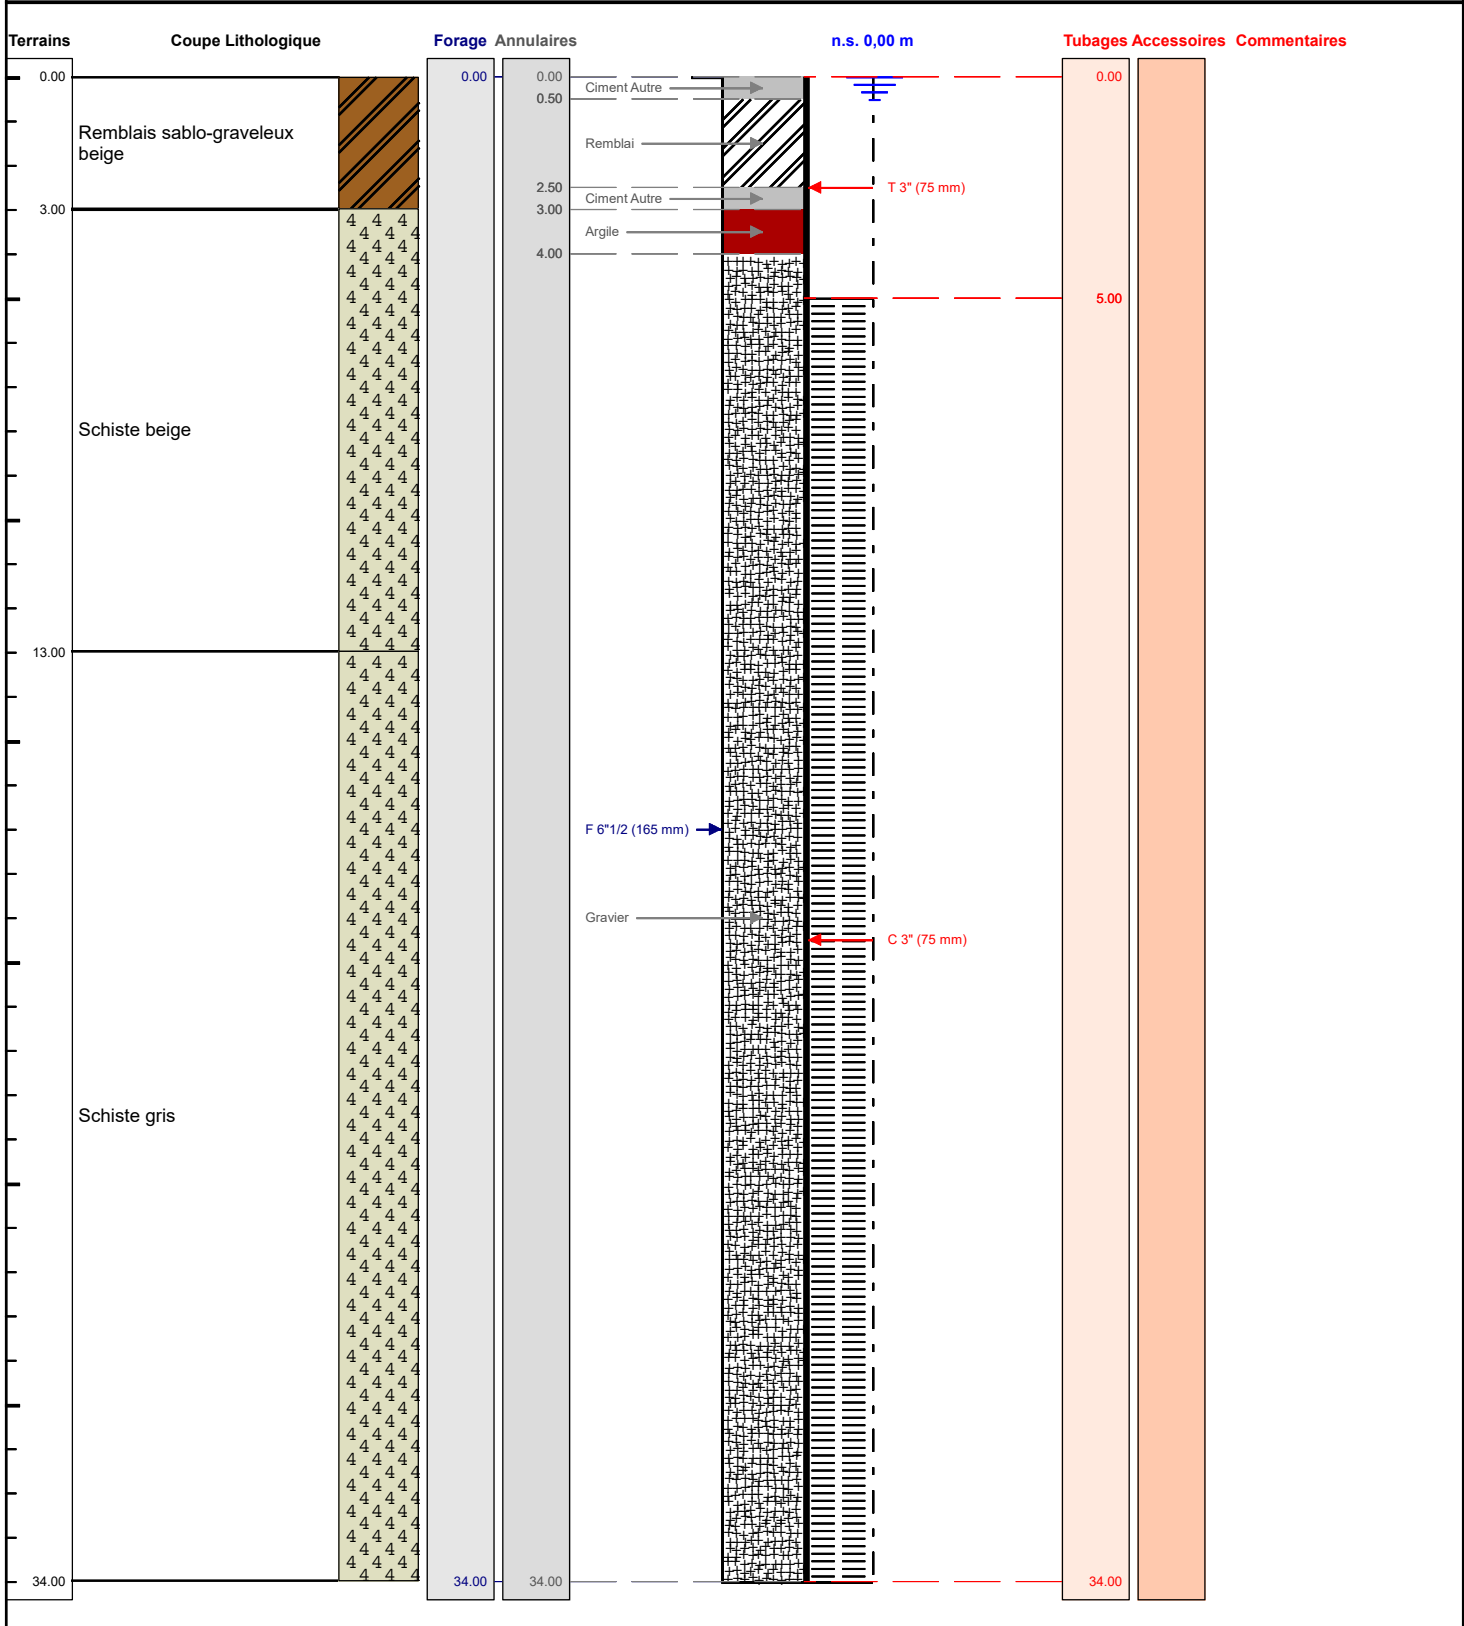 Terrains Coupe Lithologique Forage Annulaires n.s. 0,00 m Tubages Accessoires Commentaires
0.00 0.00 0.00 0.00
Ciment Autre
0.50
Remblais sablo-graveleux
beige
Remblai
2.50 T 3" (75 mm)
Ciment Autre
3.00 3.00
Argile
4.00
5.00
Schiste beige
13.00
F 6"1/2 (165 mm)
Gravier
C 3" (75 mm)
Schiste gris
34.00 34.00 34.00 34.00